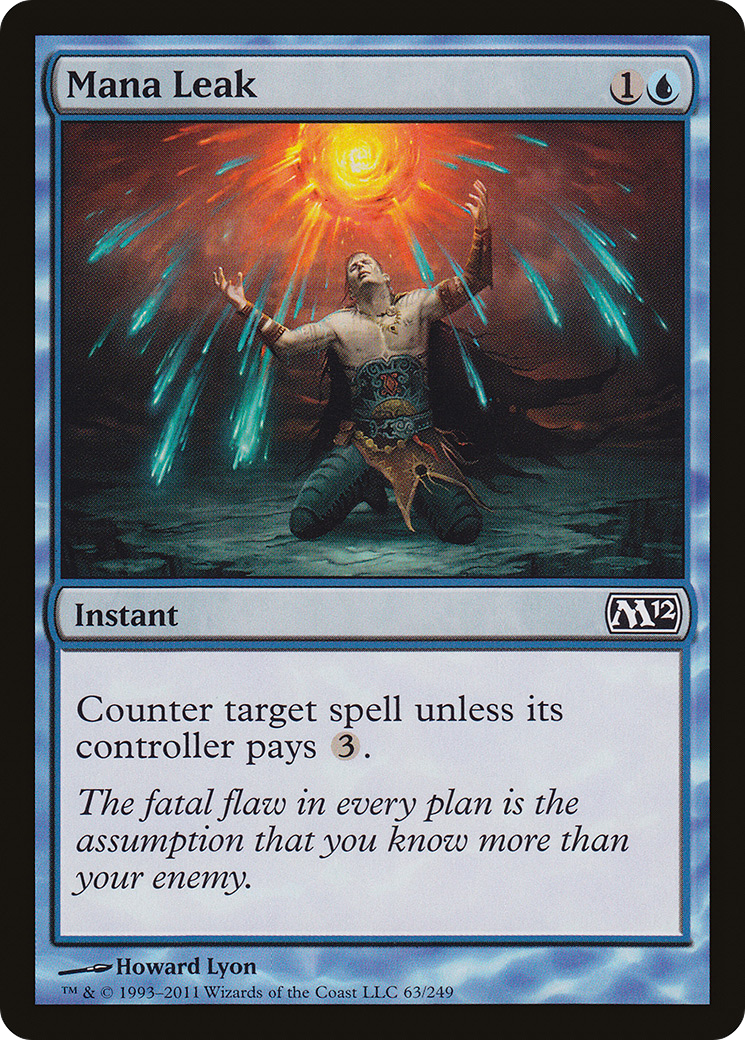 Mana Leak 1
Instant M12
Counter target spell unless its
controller pays 3.
The fatal flaw in every plan is the
assumption that you know more than
your enemy.
Howard Lyon
™ & © 1993–2011 Wizards of the Coast LLC 63/249